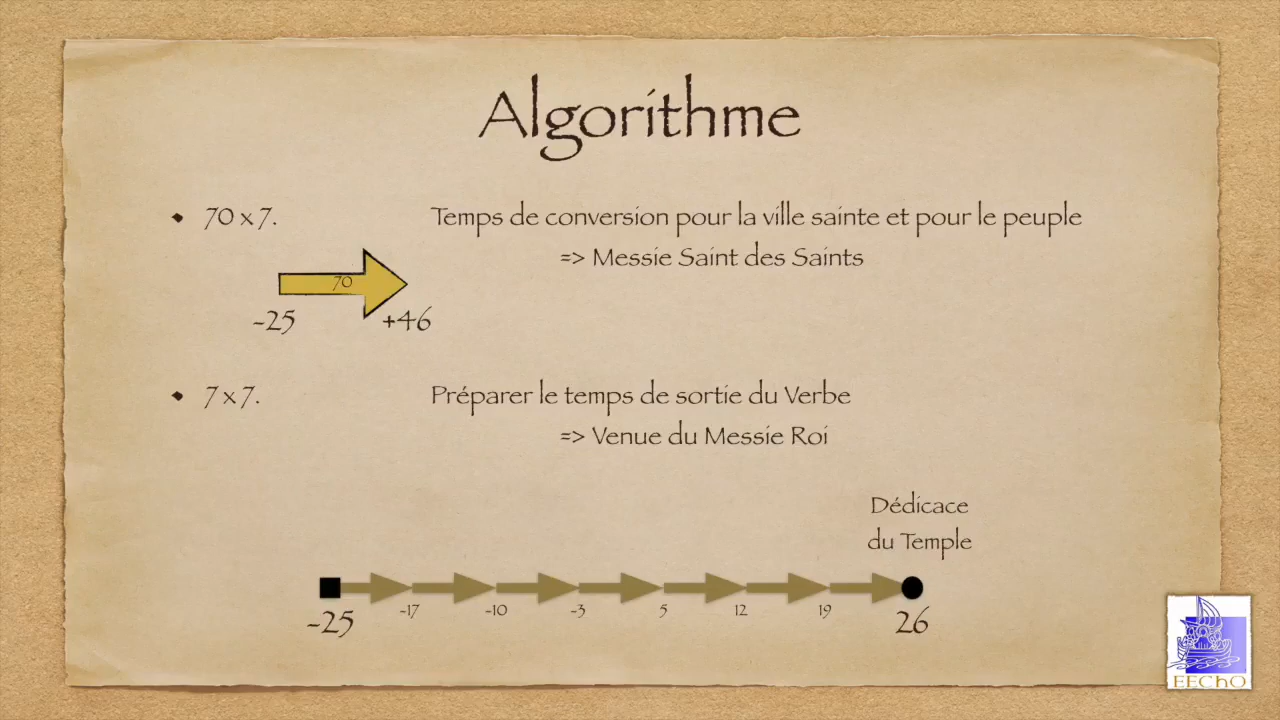 Algorithme
• 70 x 7. Temps de conversion pour la ville sainte et pour le peuple
=> Messie Saint des Saints
70
-25 +46
• 7 x 7. Préparer le temps de sortie du Verbe
=> Venue du Messie Roi
Dédicace
du Temple
-17 -10 -3 5 12 19
-25 26
EEChO